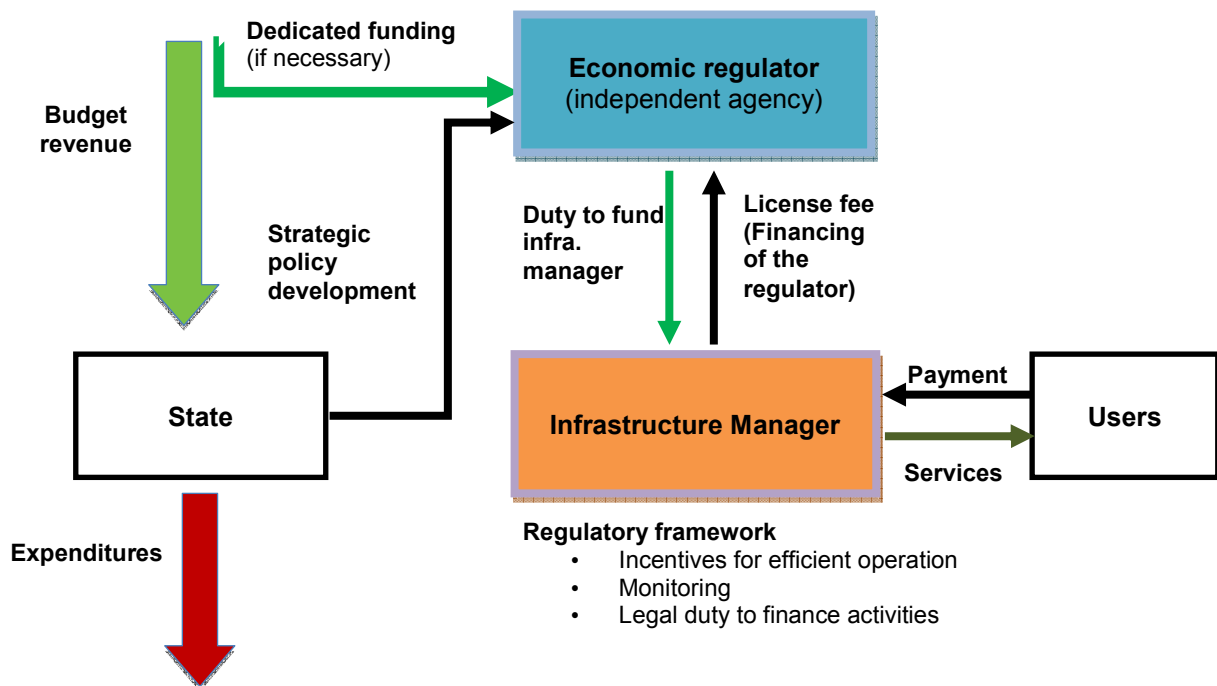 Dedicated funding
(if necessary)
Economic regulator
(independent agency)
Budget
revenue
Strategic
policy
development
Duty to fund
infra.
manager
License fee
(Financing
of the
regulator)
State
Infrastructure Manager
Payment
Users
Services
Expenditures
Regulatory framework
• Incentives for efficient operation
• Monitoring
• Legal duty to finance activities